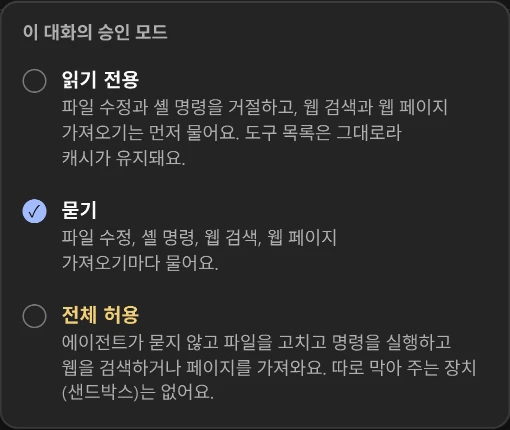 이 대화의 승인 모드
읽기 전용
파일 수정과 셸 명령을 거절하고, 웹 검색과 웹 페이지
가져오기는 먼저 물어요. 도구 목록은 그대로라
캐시가 유지돼요.
묻기
파일 수정, 셸 명령, 웹 검색, 웹 페이지
가져오기마다 물어요.
전체 허용
에이전트가 묻지 않고 파일을 고치고 명령을 실행하고
웹을 검색하거나 페이지를 가져와요. 따로 막아 주는 장치
(샌드박스)는 없어요.